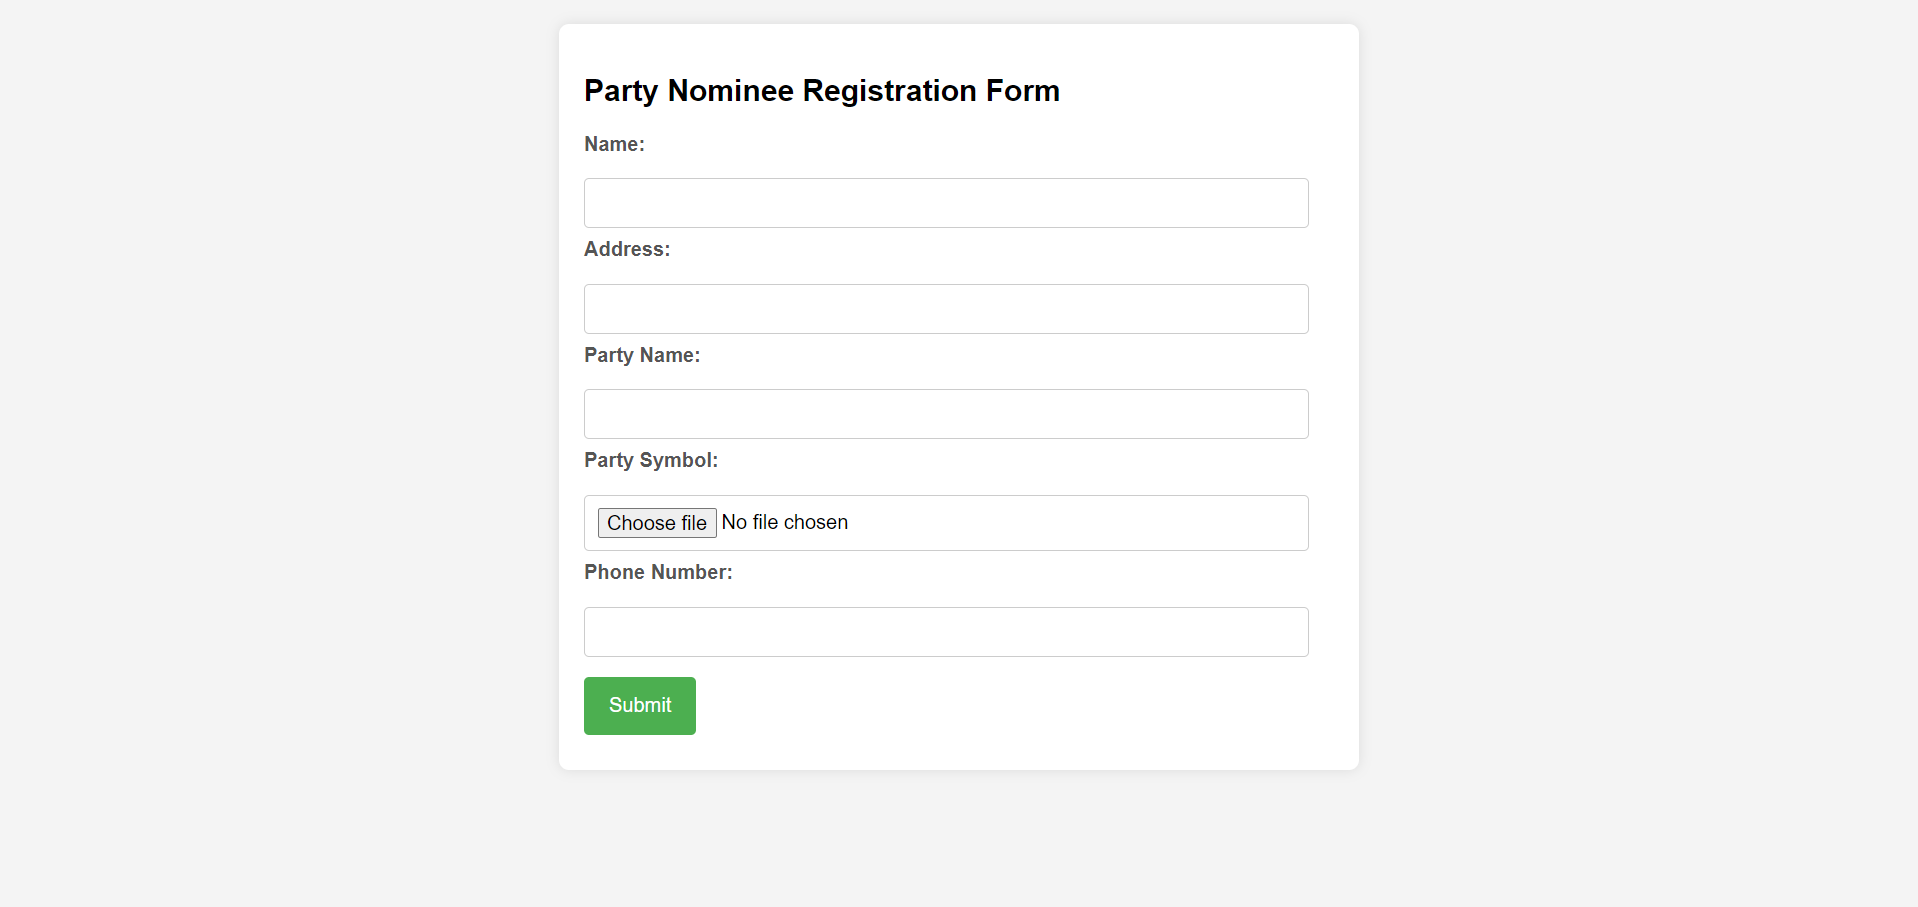 Party Nominee Registration Form
Name:
Address:
Party Name:
Party Symbol:
Choose file No file chosen
Phone Number:
Submit